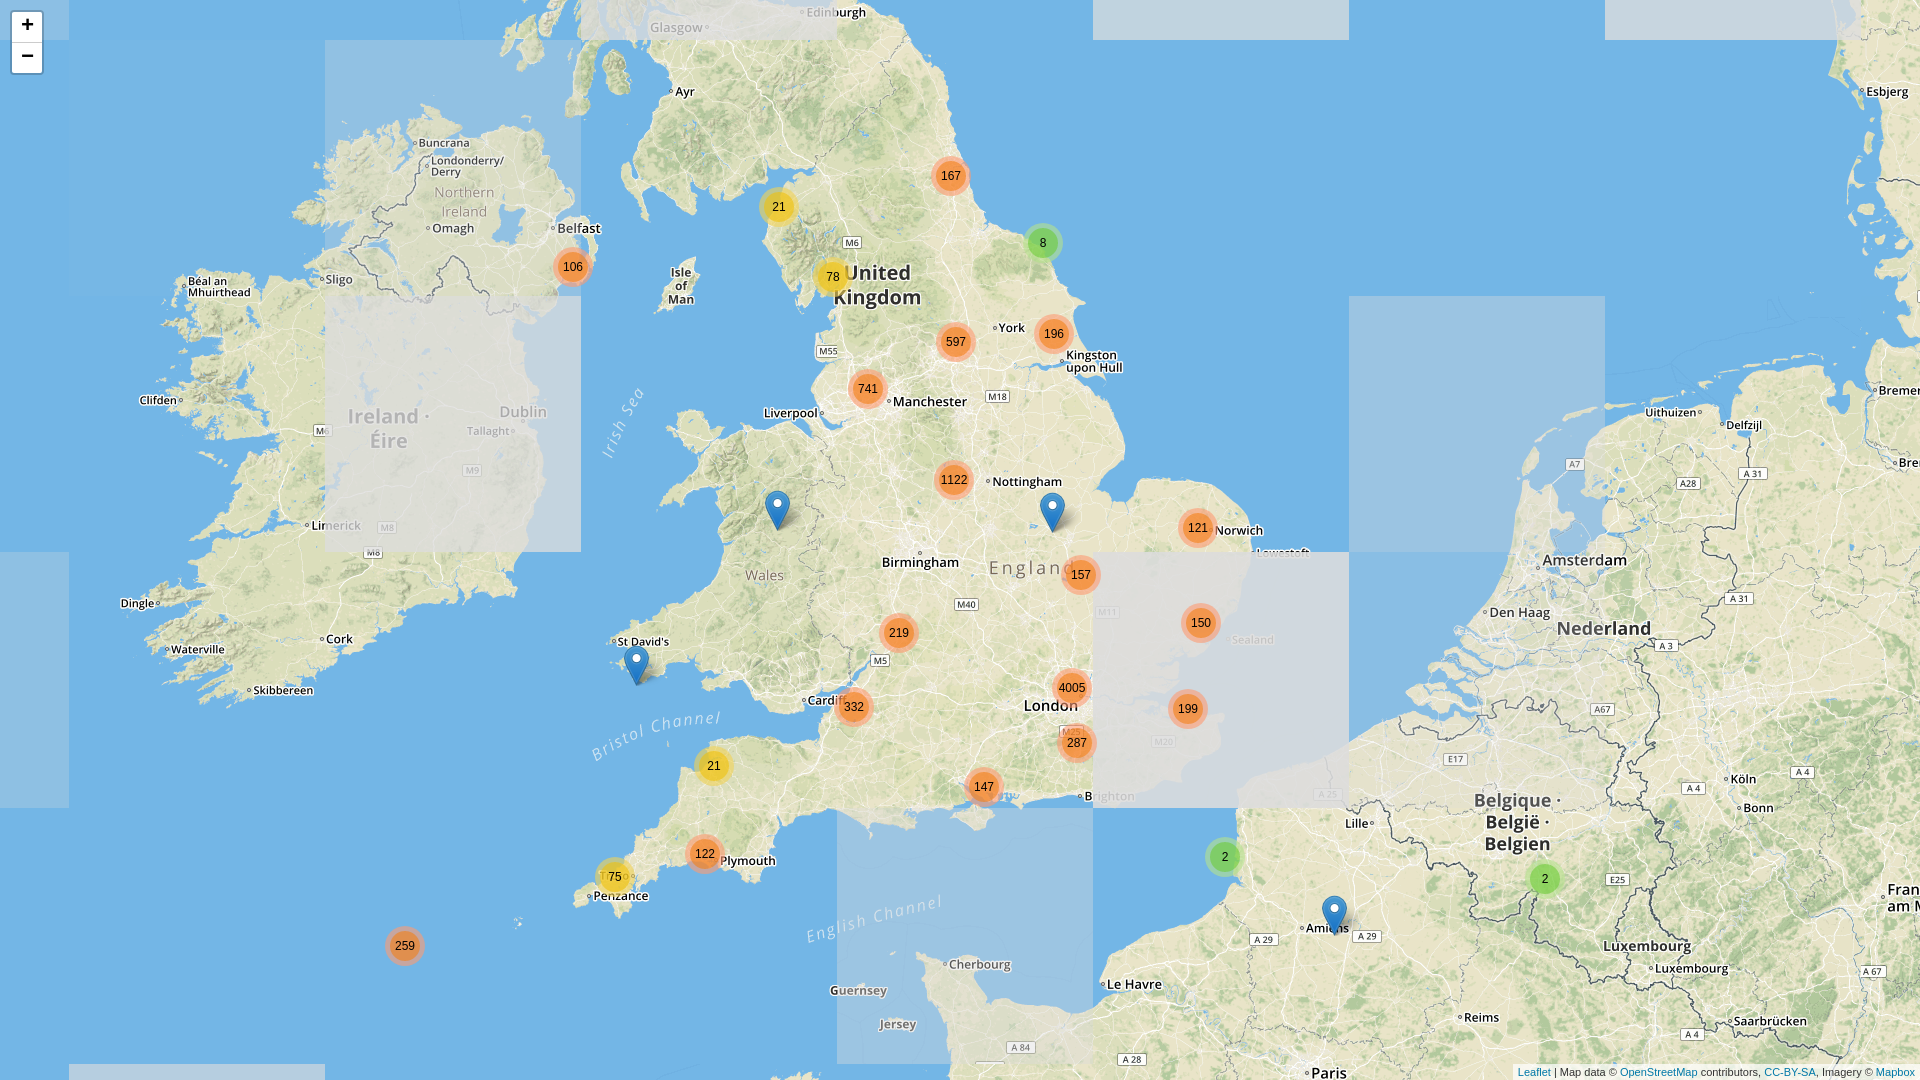 +
−
Glasgow
Edinburgh
Ayr
Esbjerg
Buncrana
Londonderry/
Derry
Northern
Ireland
Omagh
Belfast
167
21
M6
8
106
Béal an
Mhuirthead
Sligo
Isle
of
Man
78
United
Kingdom
York
196
597
M55
Kingston
upon Hull
741
Manchester
M18
Clifden
Liverpool
Irish Sea
Ireland ·
Éire
Dublin
Tallaght
M6
M9
Uithuizen
Delfzijl
A7
A 31
A28
1122
Nottingham
Limerick
M8
M8
121
Norwich
Lowestoft
Birmingham
England
157
Wales
Amsterdam
Dingle
M40
M11
Den Haag
A 31
Nederland
Cork
Waterville
St David's
219
150
Sealand
M5
A 3
Skibbereen
4005
London
Cardiff
332
199
A67
Bristol Channel
M25
287
M20
E17
21
147
Brighton
A 25
Köln
A 4
A 4
Bonn
Belgique ·
België ·
Belgien
Lille
122
Plymouth
2
2
E25
75
Penzance
English Channel
259
Amiens
A 29
A 29
Luxembourg
Luxembourg
A 67
Cherbourg
Guernsey
Le Havre
Jersey
Reims
Saarbrücken
A 84
A 28
A 4
Paris
Leaflet | Map data © OpenStreetMap contributors, CC-BY-SA, Imagery © Mapbox